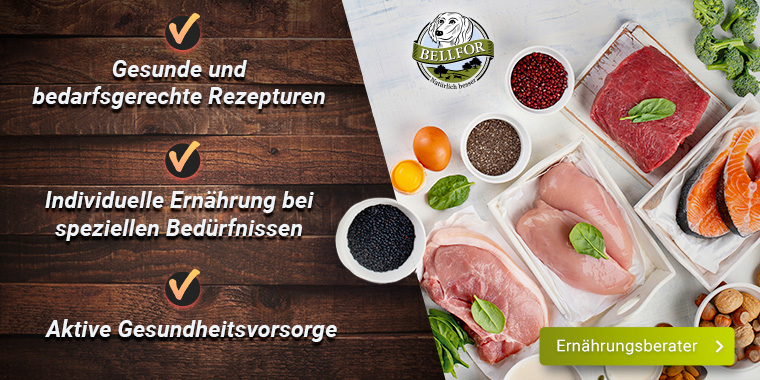 Gesunde und
bedarfsgerechte Rezepturen
Individuelle Ernährung bei
speziellen Bedürfnissen
Aktive Gesundheitsvorsorge
BELLFOR
Natürlich besser
Ernährungsberater